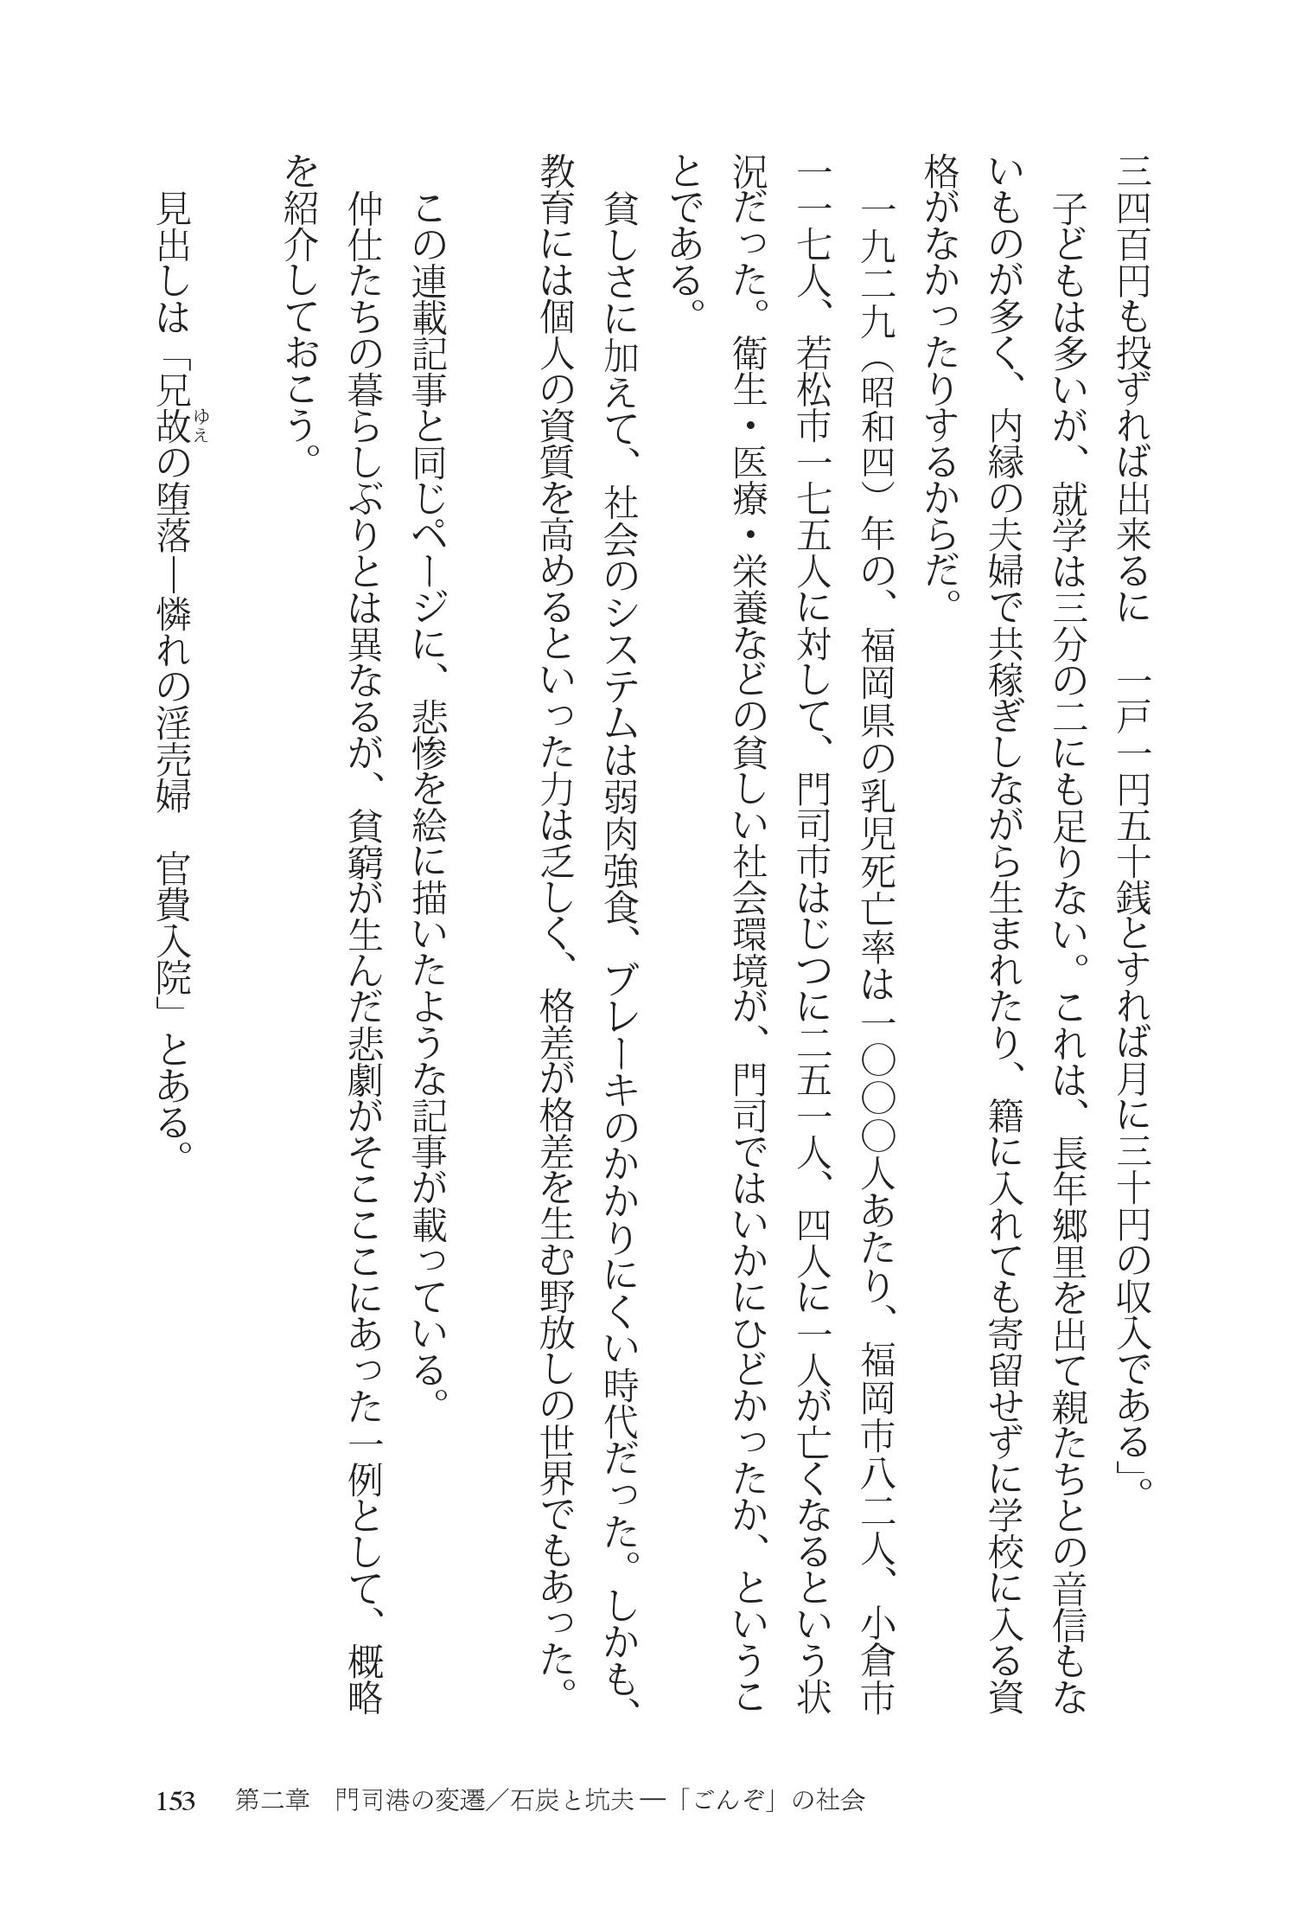 三四百円も投ずれば出来るに　一戸一円五十銭とすれば月に三十円の収入である」。
　子どもは多いが、就学は三分の二にも足りない。これは、長年郷里を出て親たちとの音信もな
いものが多く、内縁の夫婦で共稼ぎしながら生まれたり、籍に入れても寄留せずに学校に入る資
格がなかったりするからだ。
　一九二九（昭和四）年の、福岡県の乳児死亡率は一〇〇〇人あたり、福岡市八二人、小倉市
一一七人、若松市一七五人に対して、門司市はじつに二五一人、四人に一人が亡くなるという状
況だった。衛生・医療・栄養などの貧しい社会環境が、門司ではいかにひどかったか、というこ
とである。
　貧しさに加えて、社会のシステムは弱肉強食、ブレーキのかかりにくい時代だった。しかも、
教育には個人の資質を高めるといった力は乏しく、格差が格差を生む野放しの世界でもあった。
　この連載記事と同じページに、悲惨を絵に描いたような記事が載っている。
　仲仕たちの暮らしぶりとは異なるが、貧窮が生んだ悲劇がそこここにあった一例として、概略
を紹介しておこう。
　見出しは「兄故ゆえの堕落―憐れの淫売婦　官費入院」とある。
153　第二章　門司港の変遷／石炭と坑夫―「ごんぞ」の社会